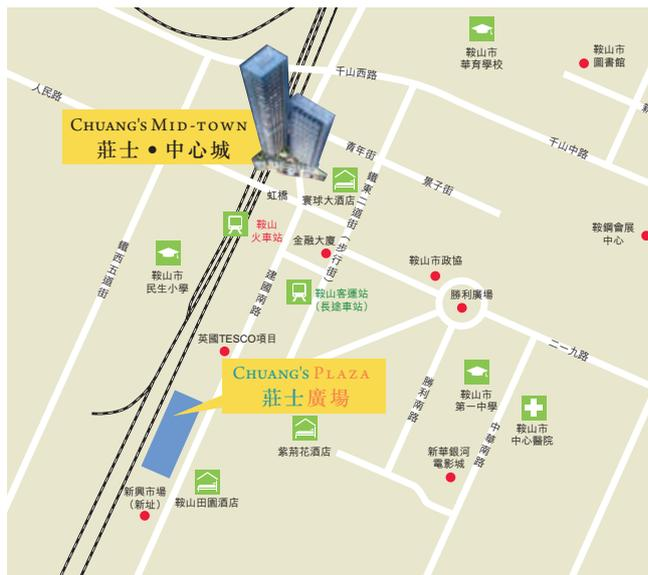 鞍山市
華育學校
鞍山市
圖書館
千山西路
人民路
新
CHUANG'S MID-TOWN
莊士•中心城
青年街
千山中路
景子街
虹橋
寰球大酒店
鐵東二道街(步行街)
鞍山
火車站
金融大廈
鞍鋼會展
中心
鐵西五道街
鞍山市
民生小學
建國南路
鞍山市政協
鞍山客運站
(長途車站)
勝利廣場
英國TESCO項目
二一九路
CHUANG'S PLAZA
莊士廣場
勝利南路
鞍山市
第一中學
鞍山市
中心醫院
中華南路
紫荊花酒店
新華銀河
電影城
新興市場
(新址)
鞍山田園酒店